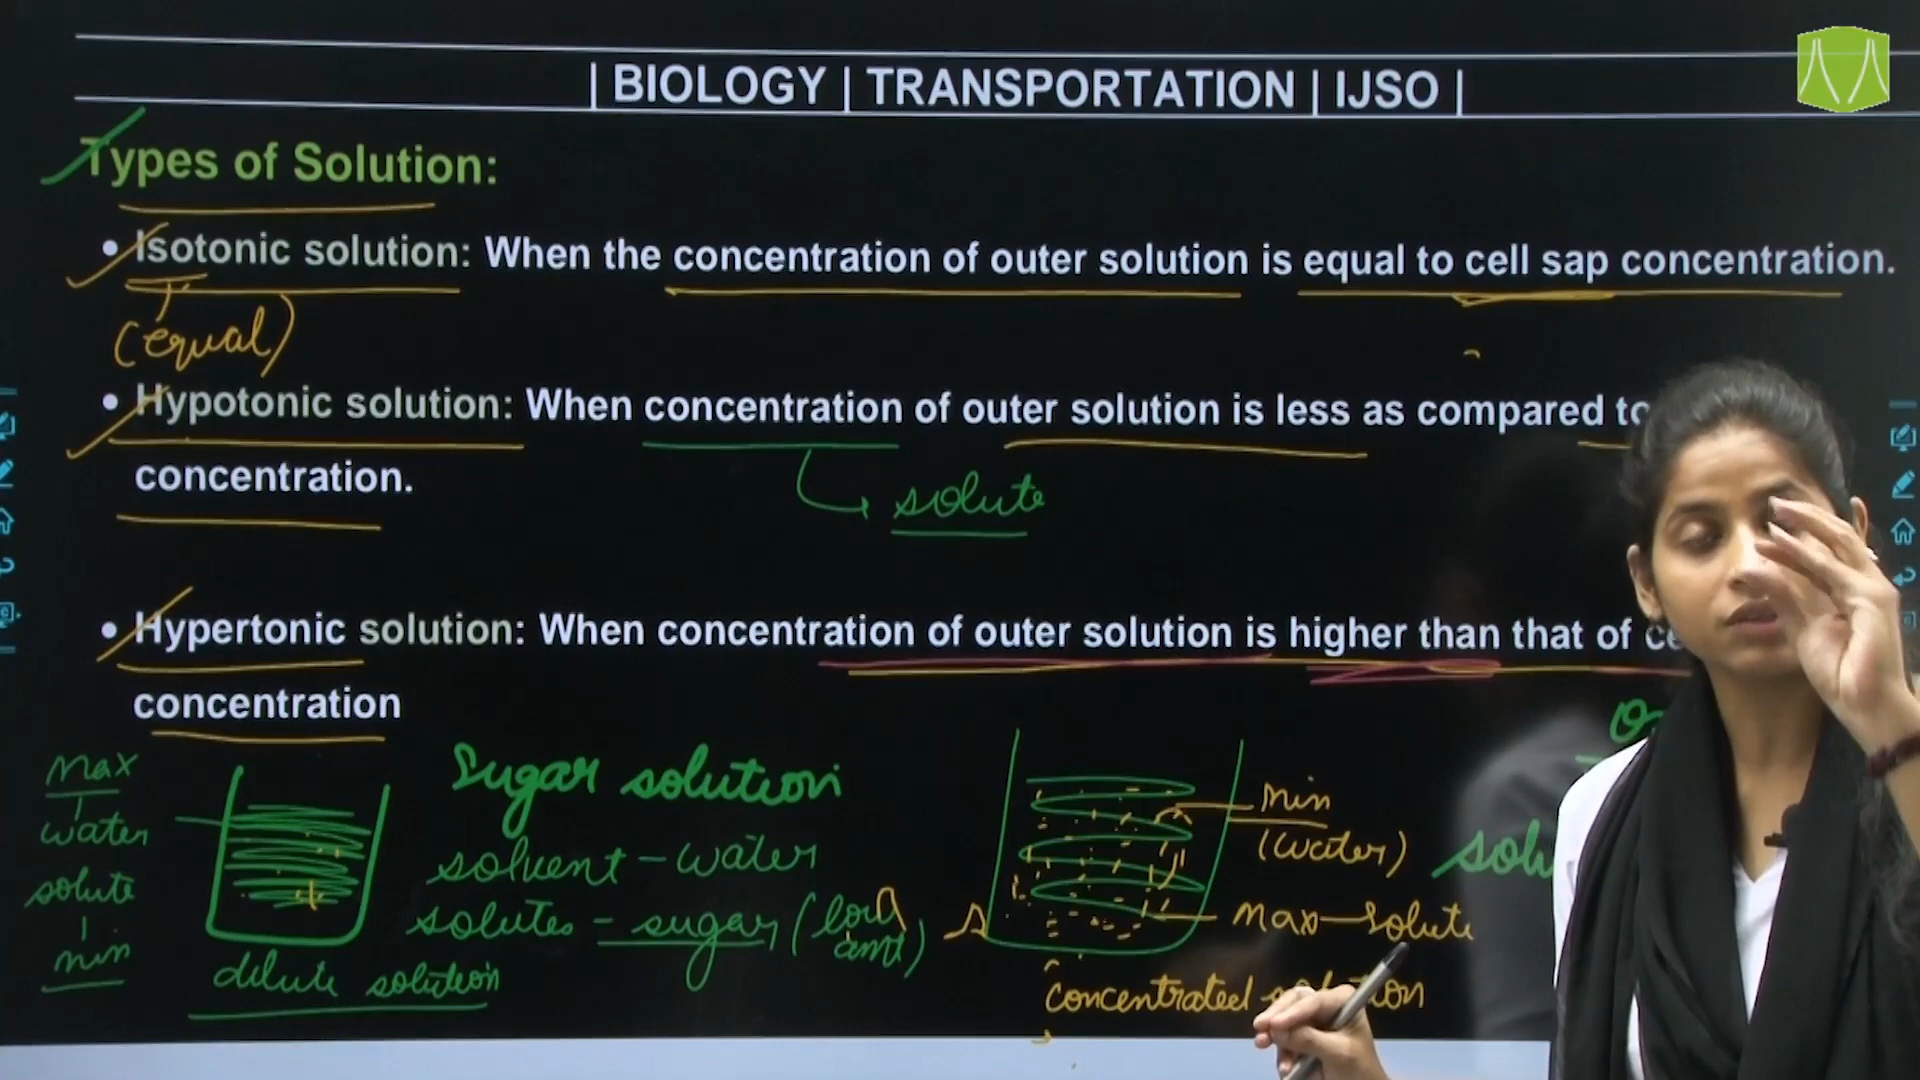 | BIOLOGY | TRANSPORTATION | IJSO |
Types of Solution:
• Isotonic solution: When the concentration of outer solution is equal to cell sap concentration.
(equal)
• Hypotonic solution: When concentration of outer solution is less as compared to
concentration.
solute
• Hypertonic solution: When concentration of outer solution is higher than that of
concentration
max
water
solute
min
dilute solution
Sugar solution
solvent - water
solutes - sugar (low
amt)
min
(water)
max - solute
concentrated solution